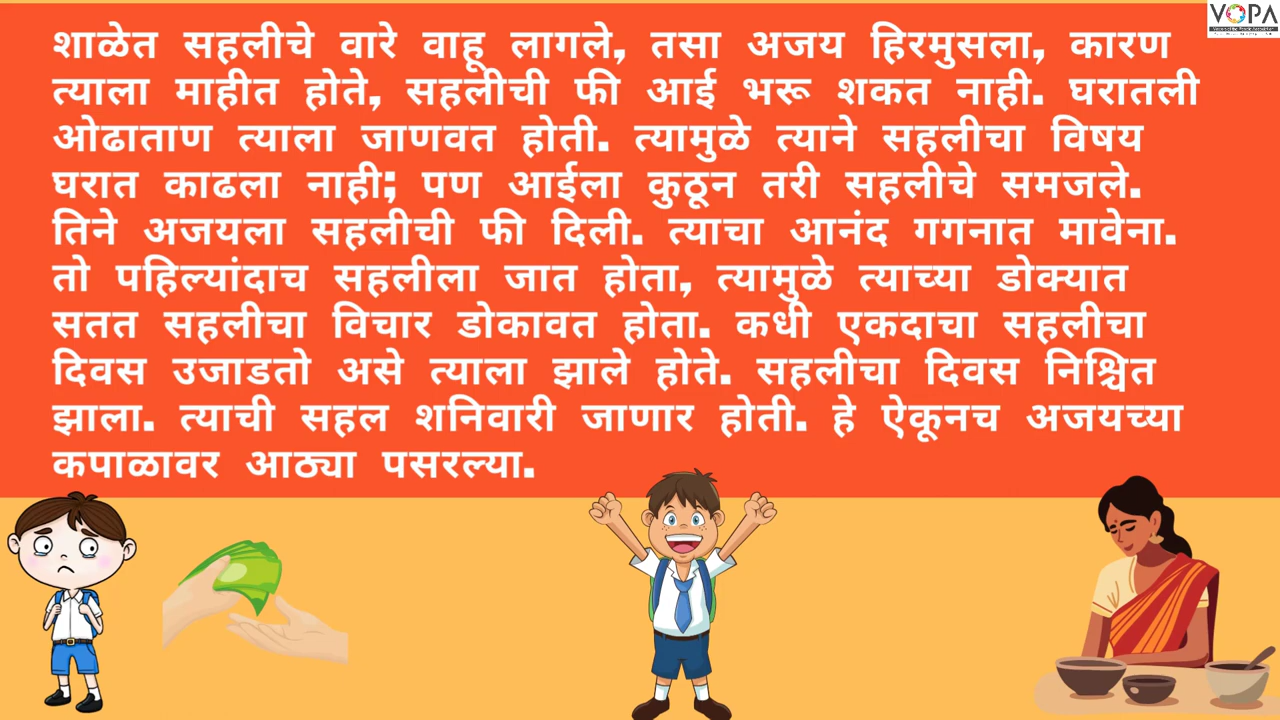 VOPA
शाळेत सहलीचे वारे वाहू लागले, तसा अजय हिरमुसला, कारण
त्याला माहीत होते, सहलीची फी आई भरू शकत नाही. घरातली
ओढाताण त्याला जाणवत होती. त्यामुळे त्याने सहलीचा विषय
घरात काढला नाही; पण आईला कुठून तरी सहलीचे समजले.
तिने अजयला सहलीची फी दिली. त्याचा आनंद गगनात मावेना.
तो पहिल्यांदाच सहलीला जात होता, त्यामुळे त्याच्या डोक्यात
सतत सहलीचा विचार डोकावत होता. कधी एकदाचा सहलीचा
दिवस उजाडतो असे त्याला झाले होते. सहलीचा दिवस निश्चित
झाला. त्याची सहल शनिवारी जाणार होती. हे ऐकूनच अजयच्या
कपाळावर आठ्या पसरल्या.